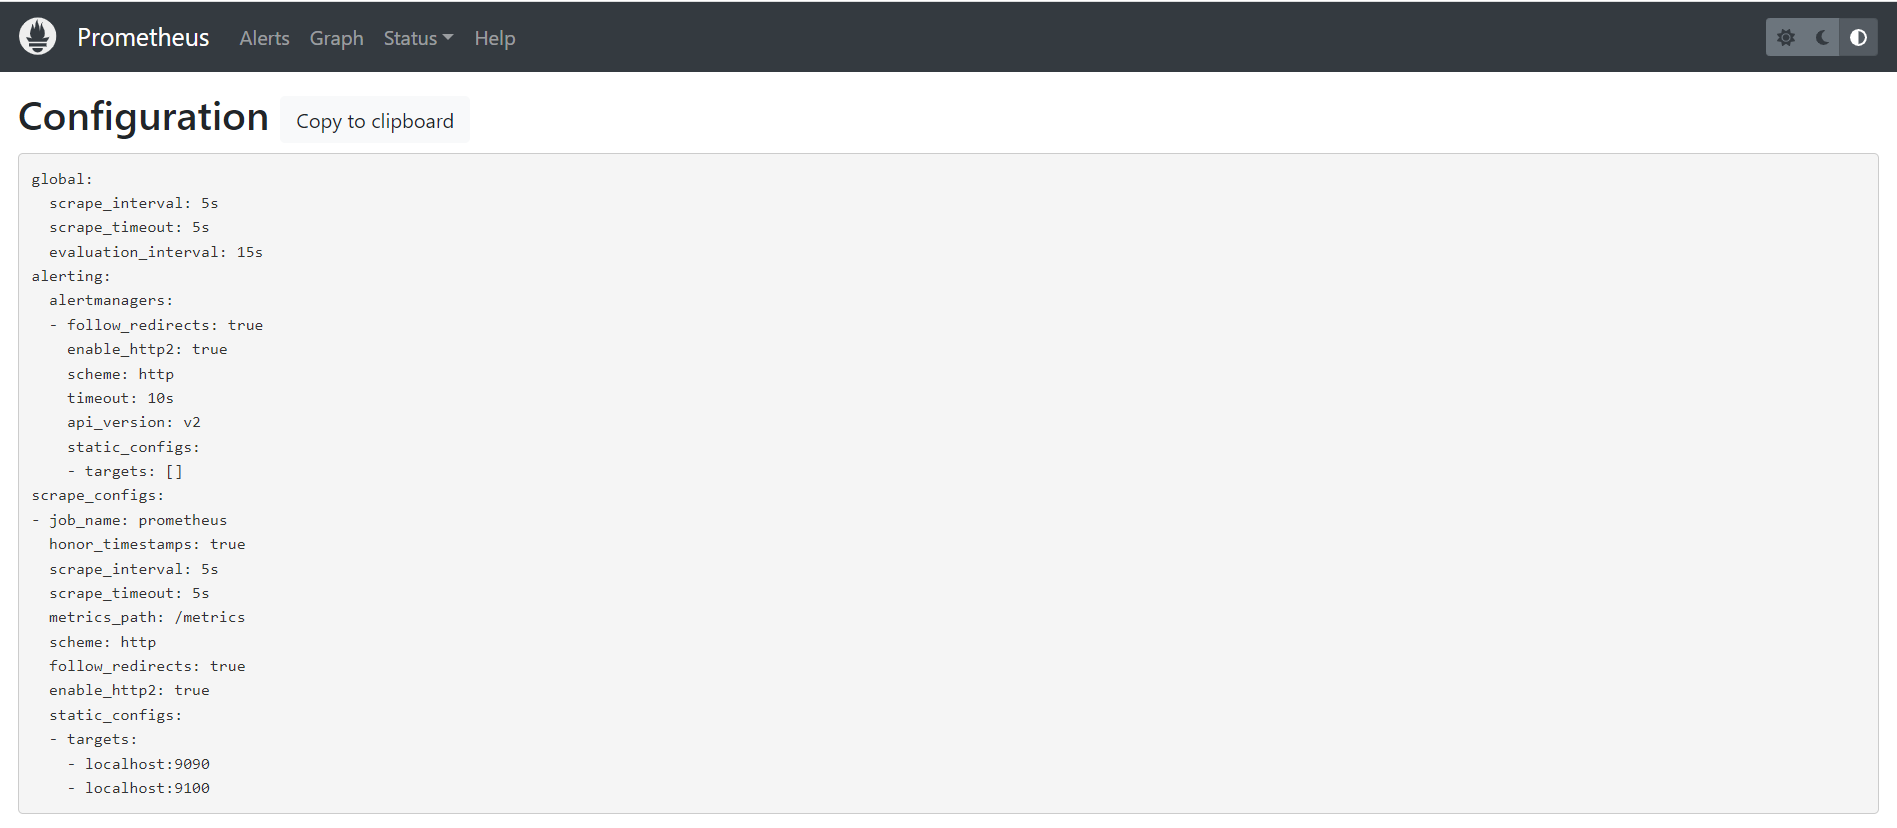 Prometheus Alerts Graph Status Help
Configuration Copy to clipboard
global:
  scrape_interval: 5s
  scrape_timeout: 5s
  evaluation_interval: 15s
alerting:
  alertmanagers:
  - follow_redirects: true
    enable_http2: true
    scheme: http
    timeout: 10s
    api_version: v2
    static_configs:
    - targets: []
scrape_configs:
- job_name: prometheus
  honor_timestamps: true
  scrape_interval: 5s
  scrape_timeout: 5s
  metrics_path: /metrics
  scheme: http
  follow_redirects: true
  enable_http2: true
  static_configs:
  - targets:
    - localhost:9090
    - localhost:9100